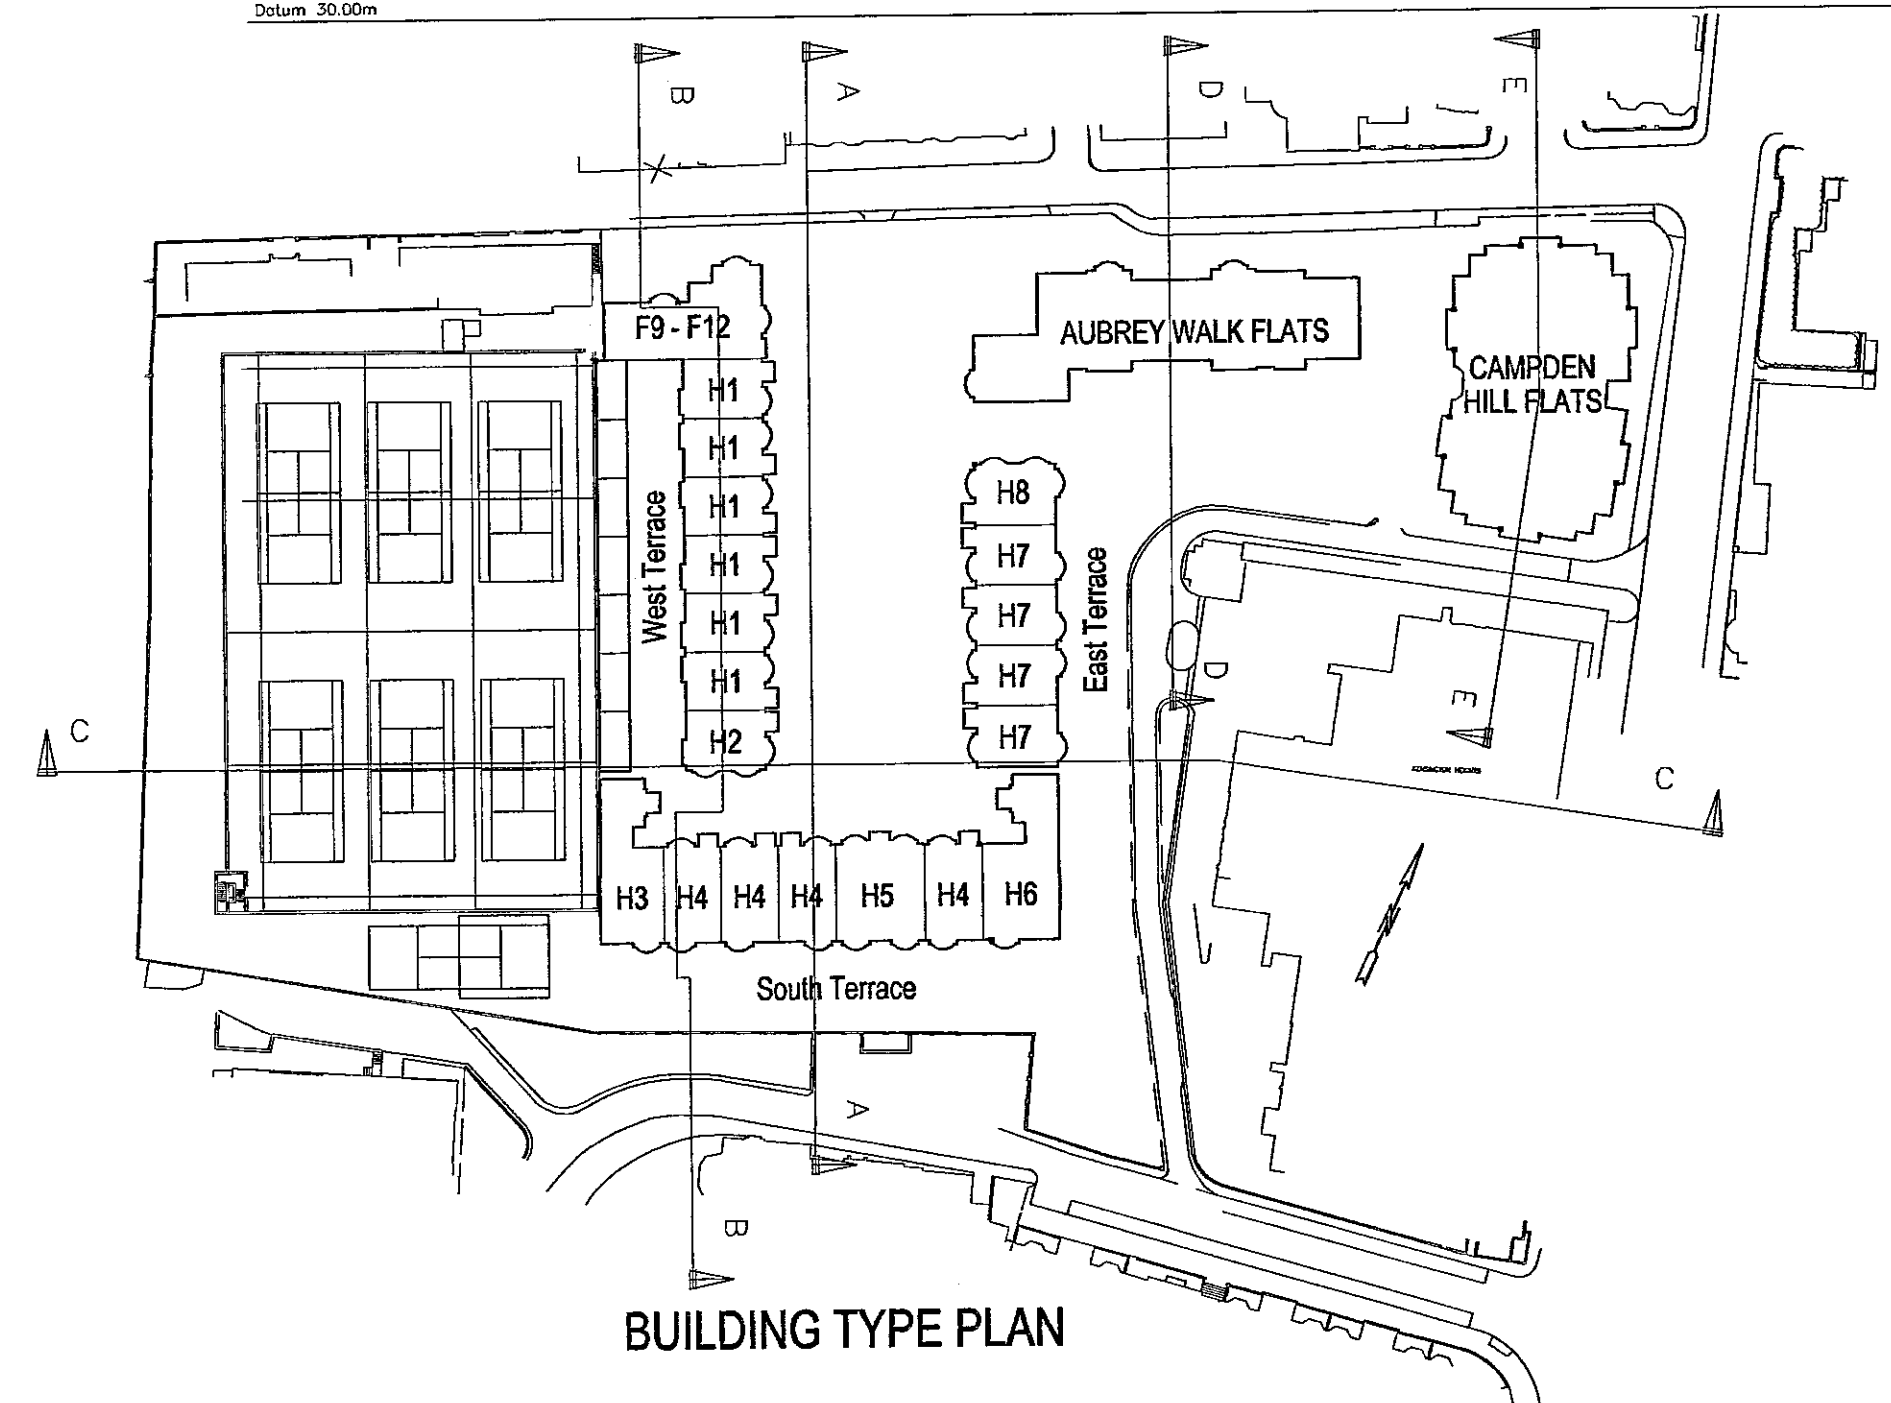 Datum 30.00m
B
A
D
E
F9 - F12
AUBREY WALK FLATS
CAMPDEN
HILL FLATS
H1
H1
H1
H1
H1
H1
H2
West Terrace
H8
H7
H7
H7
H7
East Terrace
D
E
C
C
H3
H4
H4
H4
H5
H4
H6
N
South Terrace
A
B
BUILDING TYPE PLAN